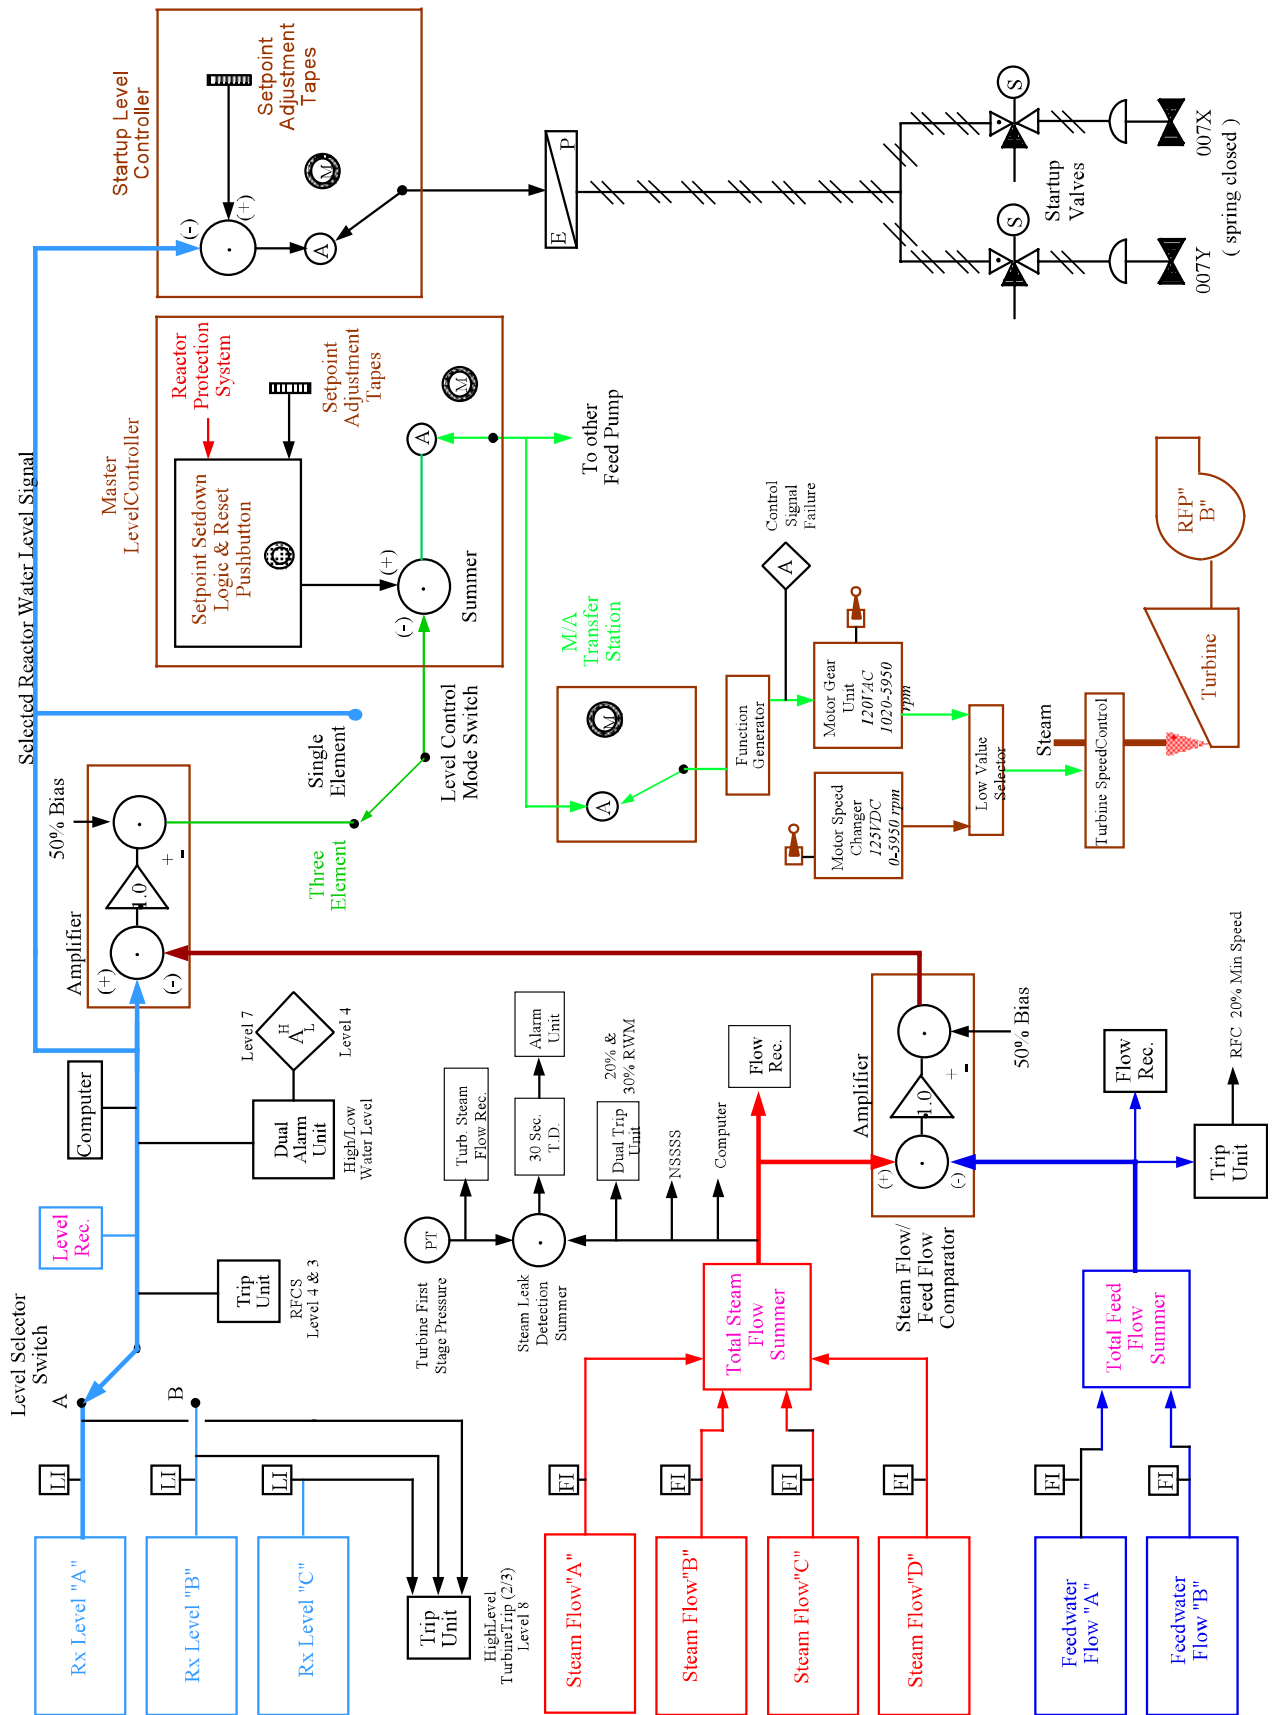 Rx Level "A"
Rx Level "B"
Rx Level "C"
LI
LI
LI
Level Selector
Switch
A
B
Trip
Unit
HighLevel
TurbineTrip (2/3)
Level 8
Level
Rec.
Computer
Trip
Unit
RFCS
Level 4 & 3
Dual
Alarm
Unit
High/Low
Water Level
Level 7
A
H
L
Level 4
Selected Reactor Water Level Signal
Amplifier
(+)
(-)
1.0
+
-
50% Bias
Three
Element
Single
Element
Level Control
Mode Switch
Startup Level
Controller
Setpoint
Adjustment
Tapes
(-)
(+)
A
M
E
P
S
S
Startup
Valves
007Y
007X
( spring closed )
Master
LevelController
Reactor
Protection
System
Setpoint Setdown
Logic & Reset
Pushbutton
Setpoint
Adjustment
Tapes
(+)
(-)
Summer
A
M
To other
Feed Pump
M/A
Transfer
Station
A
M
Function
Generator
A
Control
Signal
Failure
Motor Gear
Unit
120VAC
1020-5950
rpm
Motor Speed
Changer
125VDC
0-5950 rpm
Low Value
Selector
Steam
Turbine SpeedControl
Turbine
RFP"
B"
Steam Flow"A"
Steam Flow"B"
Steam Flow"C"
Steam Flow"D"
FI
FI
FI
FI
Total Steam
Flow
Summer
PT
Turbine First
Stage Pressure
Turb. Steam
Flow Rec.
Steam Leak
Detection
Summer
30 Sec.
T.D.
Alarm
Unit
Dual Trip
Unit
20% &
30% RWM
NSSSS
Computer
Flow
Rec.
Steam Flow/
Feed Flow
Comparator
Amplifier
(+)
(-)
1.0
+
-
50% Bias
Feedwater
Flow "A"
Feedwater
Flow "B"
FI
FI
Total Feed
Flow
Summer
Flow
Rec.
Trip
Unit
RFC 20% Min Speed